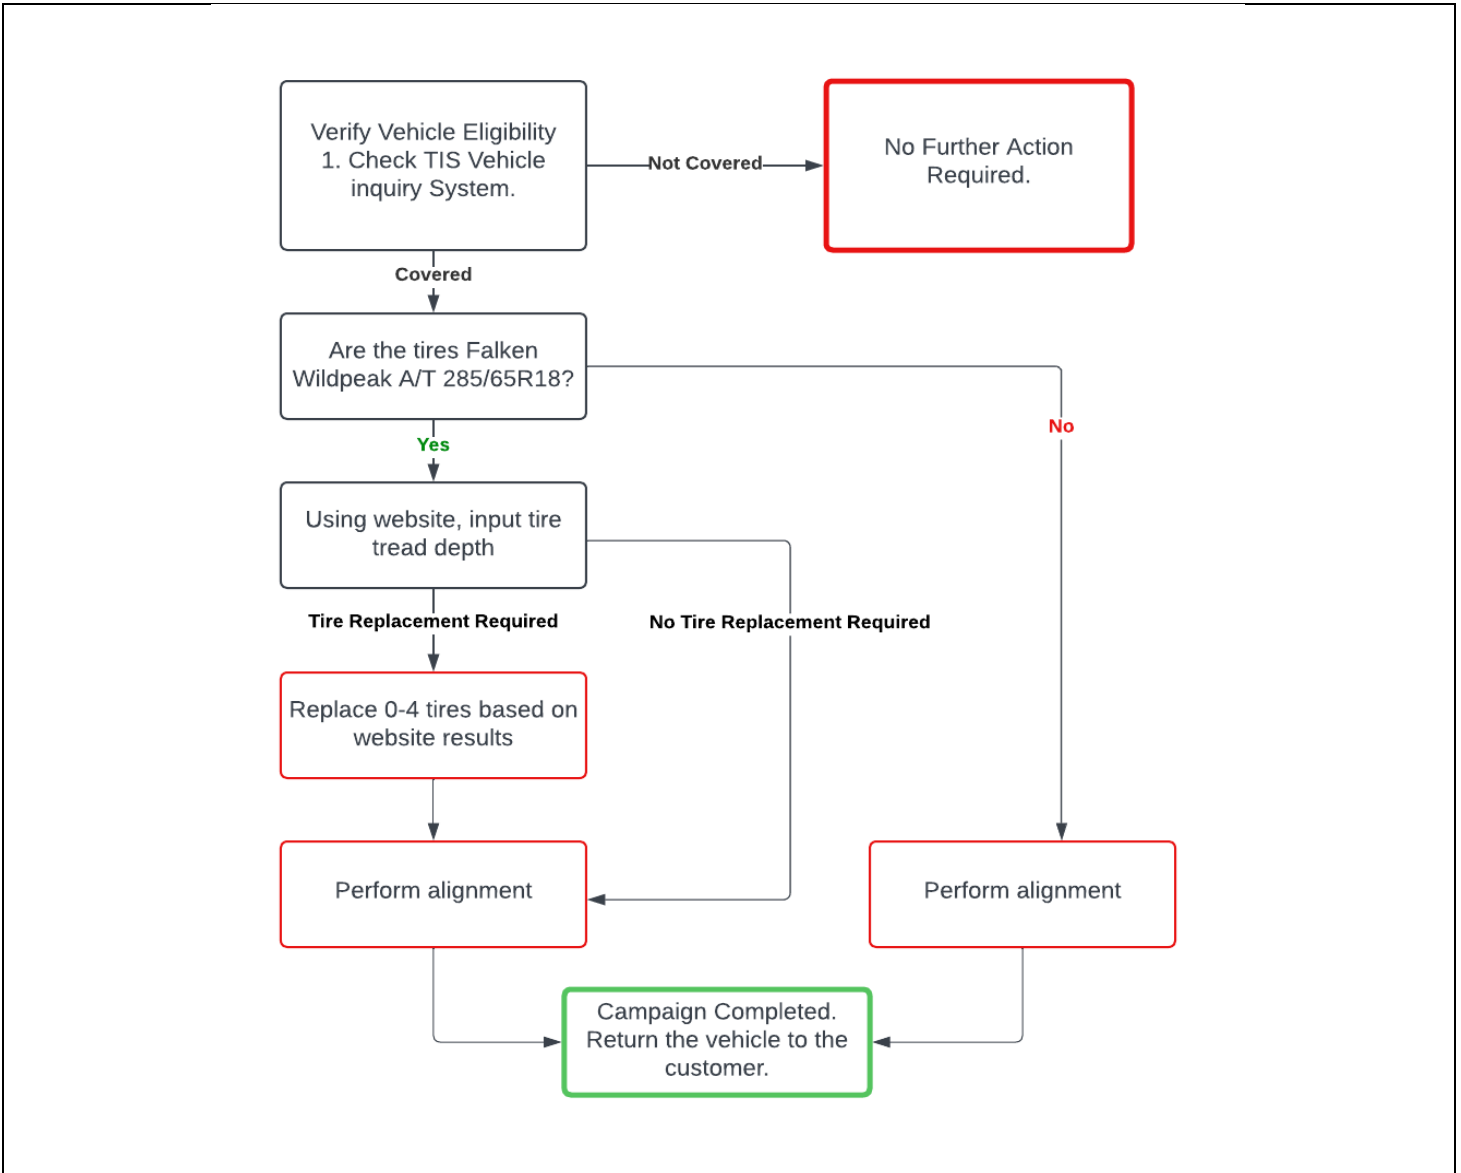 Verify Vehicle Eligibility
1. Check TIS Vehicle
inquiry System.
Not Covered
No Further Action
Required.
Covered
Are the tires Falken
Wildpeak A/T 285/65R18?
No
Yes
Using website, input tire
tread depth
Tire Replacement Required
No Tire Replacement Required
Replace 0-4 tires based on
website results
Perform alignment
Perform alignment
Campaign Completed.
Return the vehicle to the
customer.